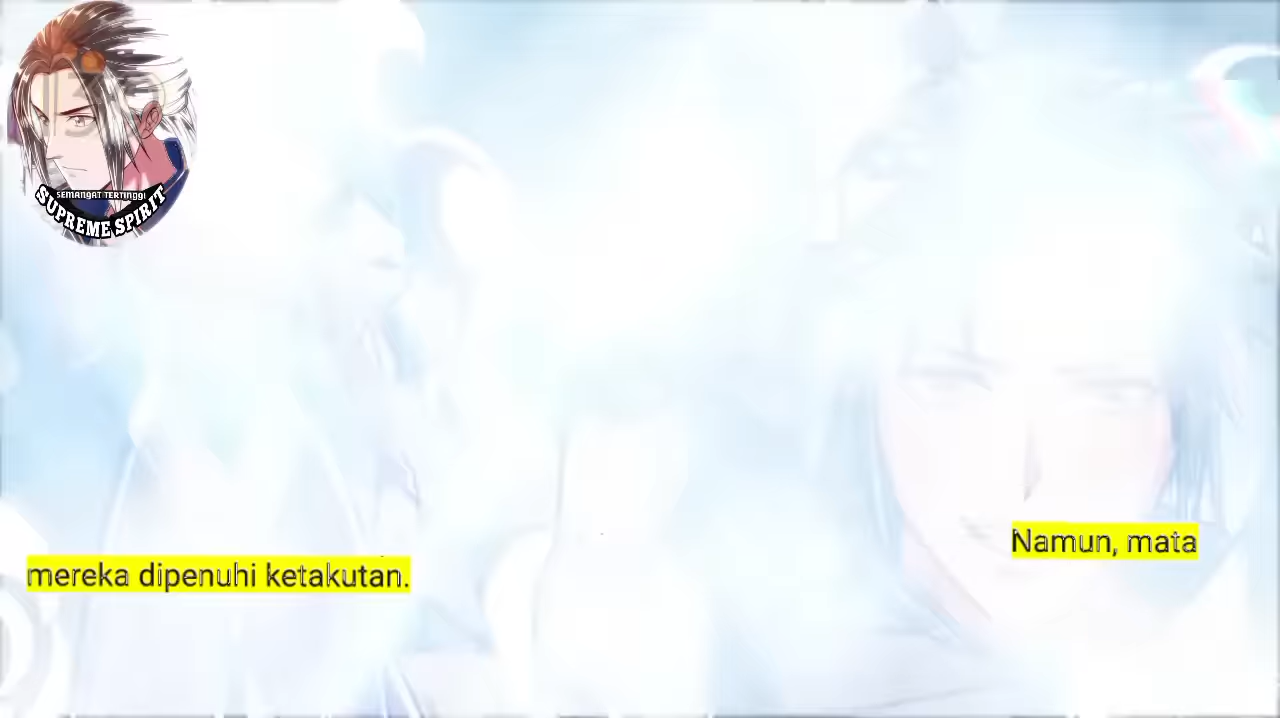 SEMANGAT TERTINGGI
SUPREME SPIRIT
Namun, mata
mereka dipenuhi ketakutan.